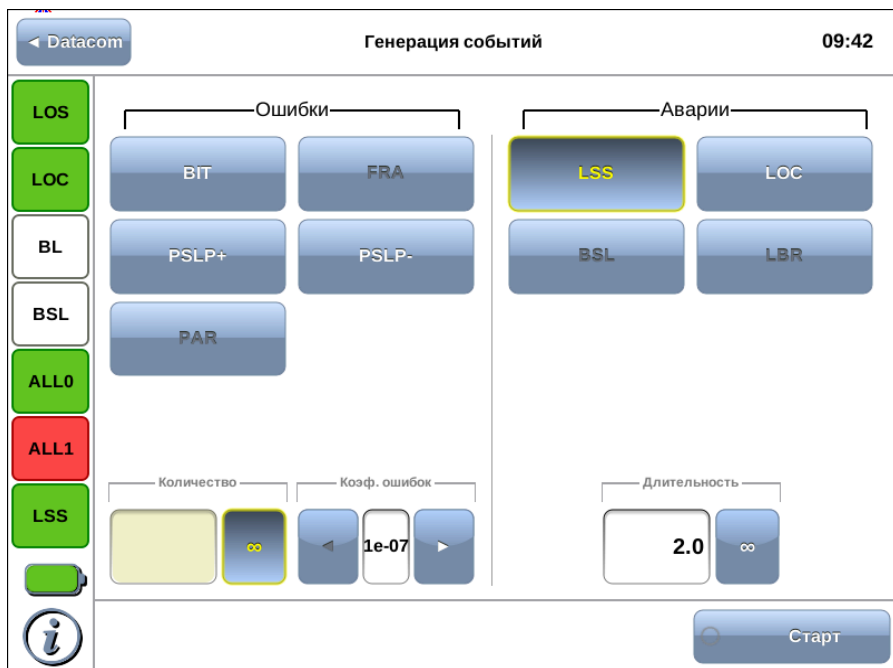 ◄ Datacom
Генерация событий
09:42
LOS
LOC
BL
BSL
ALL0
ALL1
LSS
Ошибки
BIT
FRA
PSLP+
PSLP-
PAR
Аварии
LSS
LOC
BSL
LBR
Количество
∞
Коэф. ошибок
◄ 1e-07 ►
Длительность
2.0
∞
i
Старт